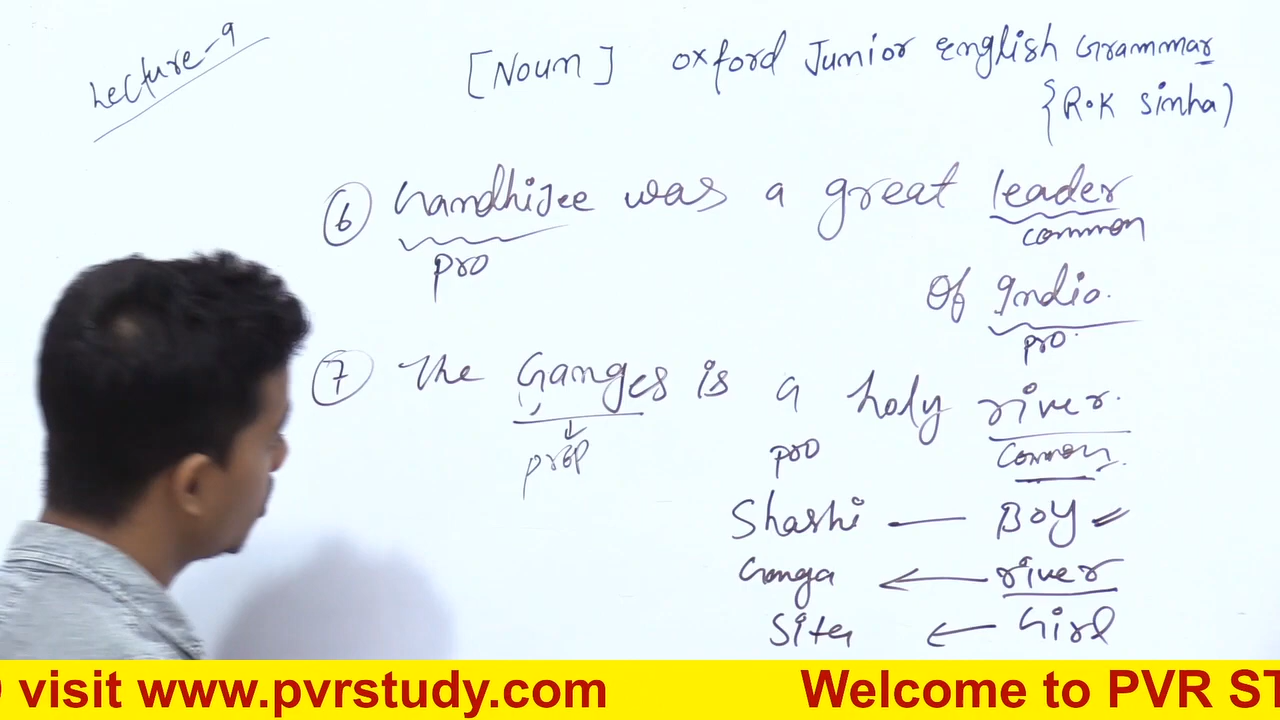 Lecture-9
[Noun] Oxford Junior English Grammar
{R.K Sinha)
6 GandhiJee was a great leader
pro common
of India.
pro.
7 The Ganges is a holy river.
prop common.
pro
Shashi — Boy
Ganga ← river
Sita ← Girl
visit www.pvrstudy.com Welcome to PVR ST